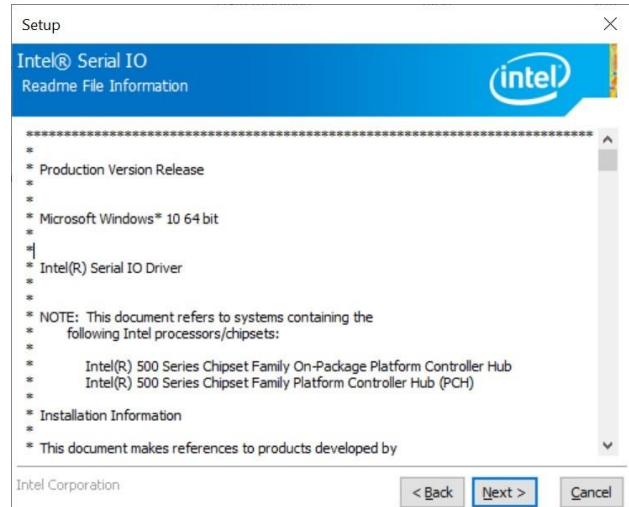 Setup
Intel® Serial IO
Readme File Information
intel
*******************************************************************************
*
* Production Version Release
*
*
* Microsoft Windows* 10 64 bit
*
*
* Intel(R) Serial IO Driver
*
*
* NOTE: This document refers to systems containing the
* following Intel processors/chipsets:
*
* Intel(R) 500 Series Chipset Family On-Package Platform Controller Hub
* Intel(R) 500 Series Chipset Family Platform Controller Hub (PCH)
*
* Installation Information
*
* This document makes references to products developed by
Intel Corporation
< Back Next > Cancel